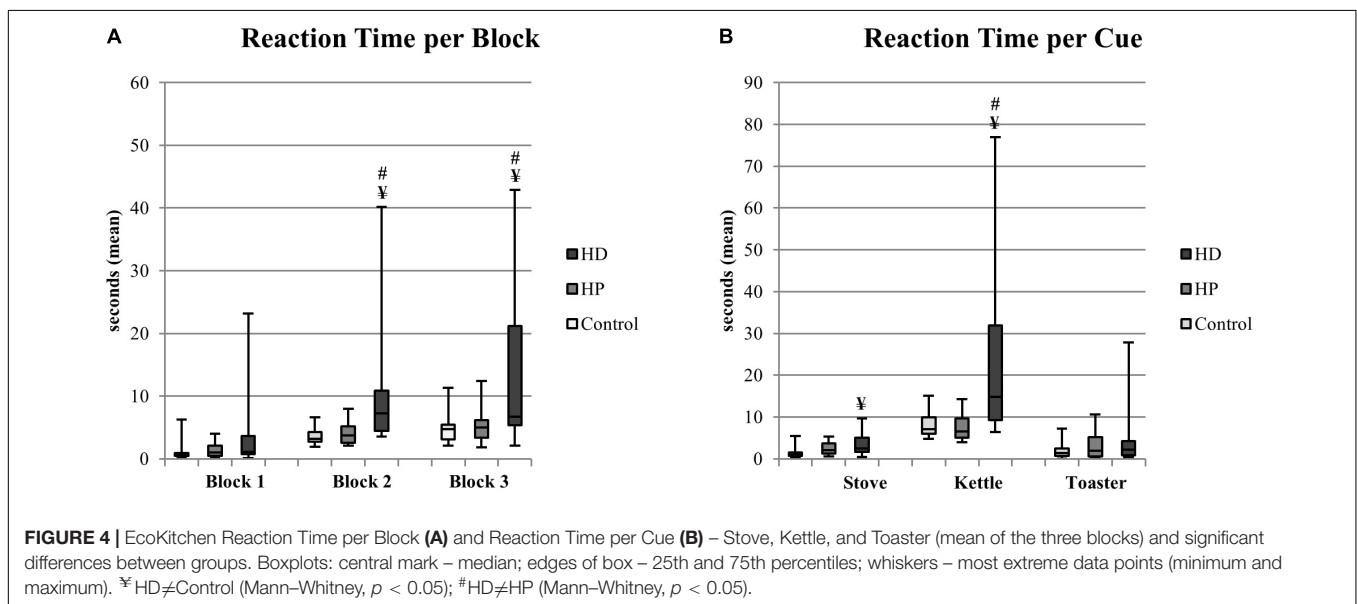 A
Reaction Time per Block
60
50
40
30
20
10
0
seconds (mean)
#
¥
#
¥
Block 1 Block 2 Block 3
HD
HP
Control
B
Reaction Time per Cue
90
80
70
60
50
40
30
20
10
0
seconds (mean)
¥
#
¥
Stove Kettle Toaster
HD
HP
Control
FIGURE 4 | EcoKitchen Reaction Time per Block (A) and Reaction Time per Cue (B) – Stove, Kettle, and Toaster (mean of the three blocks) and significant
differences between groups. Boxplots: central mark – median; edges of box – 25th and 75th percentiles; whiskers – most extreme data points (minimum and
maximum). ¥HD≠Control (Mann–Whitney, p < 0.05); #HD≠HP (Mann–Whitney, p < 0.05).